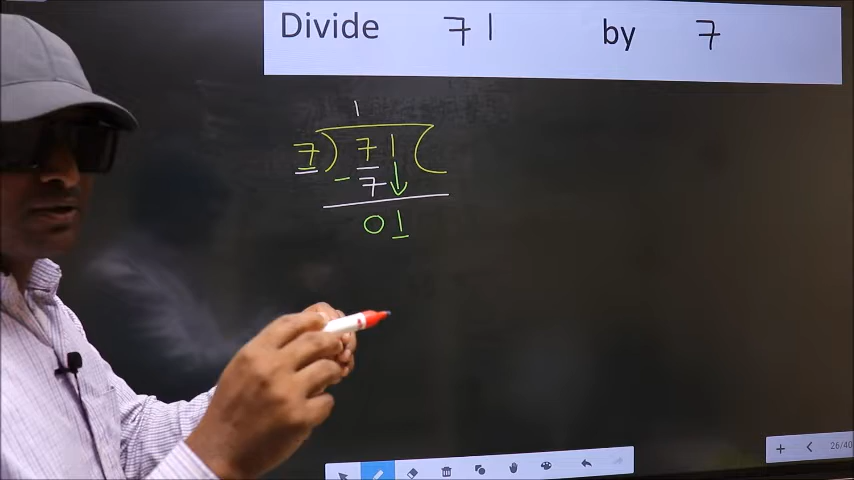 Divide 71 by 7
1
7) 71 (
- 7
01
26/40